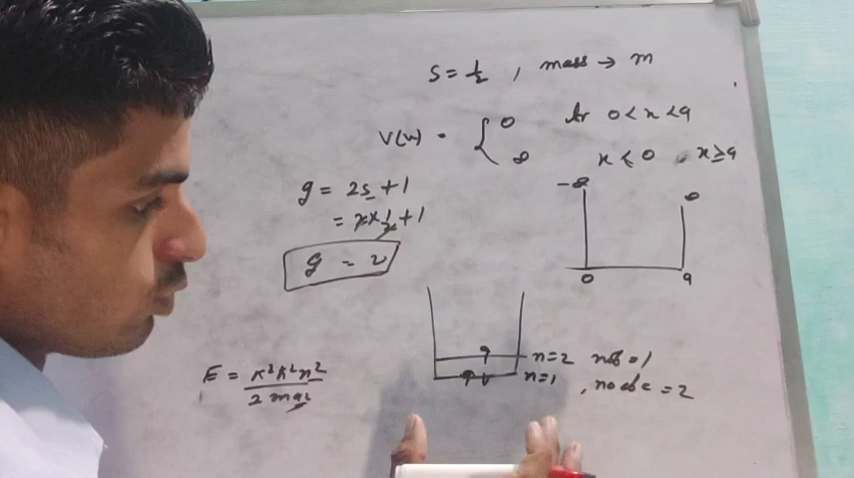 S = 1/2 , mass → m
V(x) = { 0 for 0 < x < a
∞ x ≤ 0 , x ≥ a
g = 2s + 1
= 2 × 1/2 + 1
g = 2
-∞ ∞
0 a
E = π²ħ²n² / 2ma²
n=2 no of e = 1
n=1 , no of e = 2